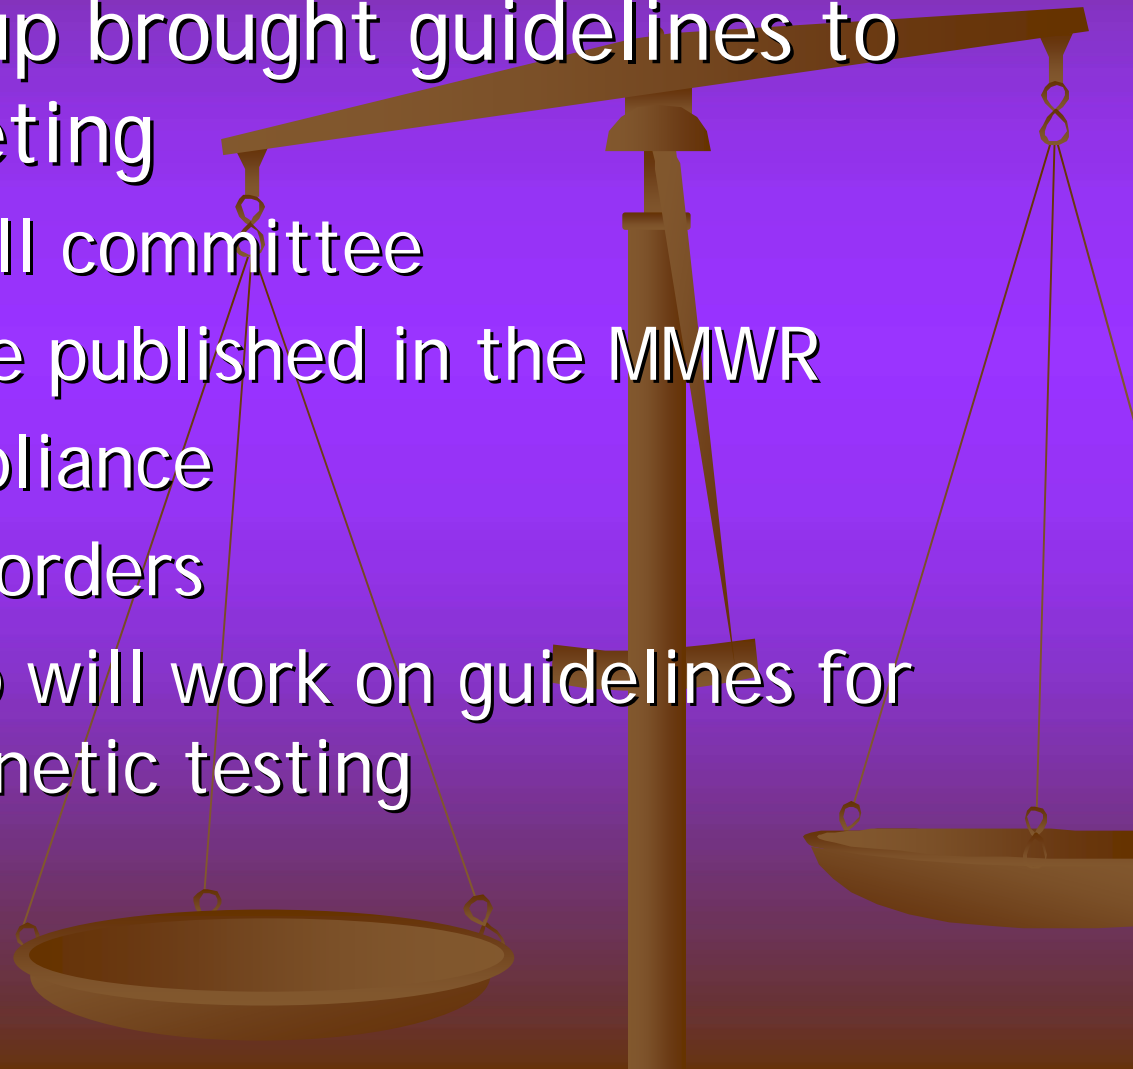 up brought guidelines to
eting
ll committee
e published in the MMWR
pliance
orders
will work on guidelines for
netic testing